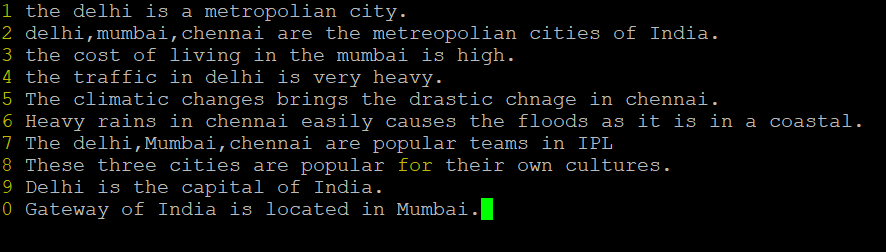 1 the delhi is a metropolian city.
2 delhi,mumbai,chennai are the metreopolian cities of India.
3 the cost of living in the mumbai is high.
4 the traffic in delhi is very heavy.
5 The climatic changes brings the drastic chnage in chennai.
6 Heavy rains in chennai easily causes the floods as it is in a coastal.
7 The delhi,Mumbai,chennai are popular teams in IPL
8 These three cities are popular for their own cultures.
9 Delhi is the capital of India.
0 Gateway of India is located in Mumbai.